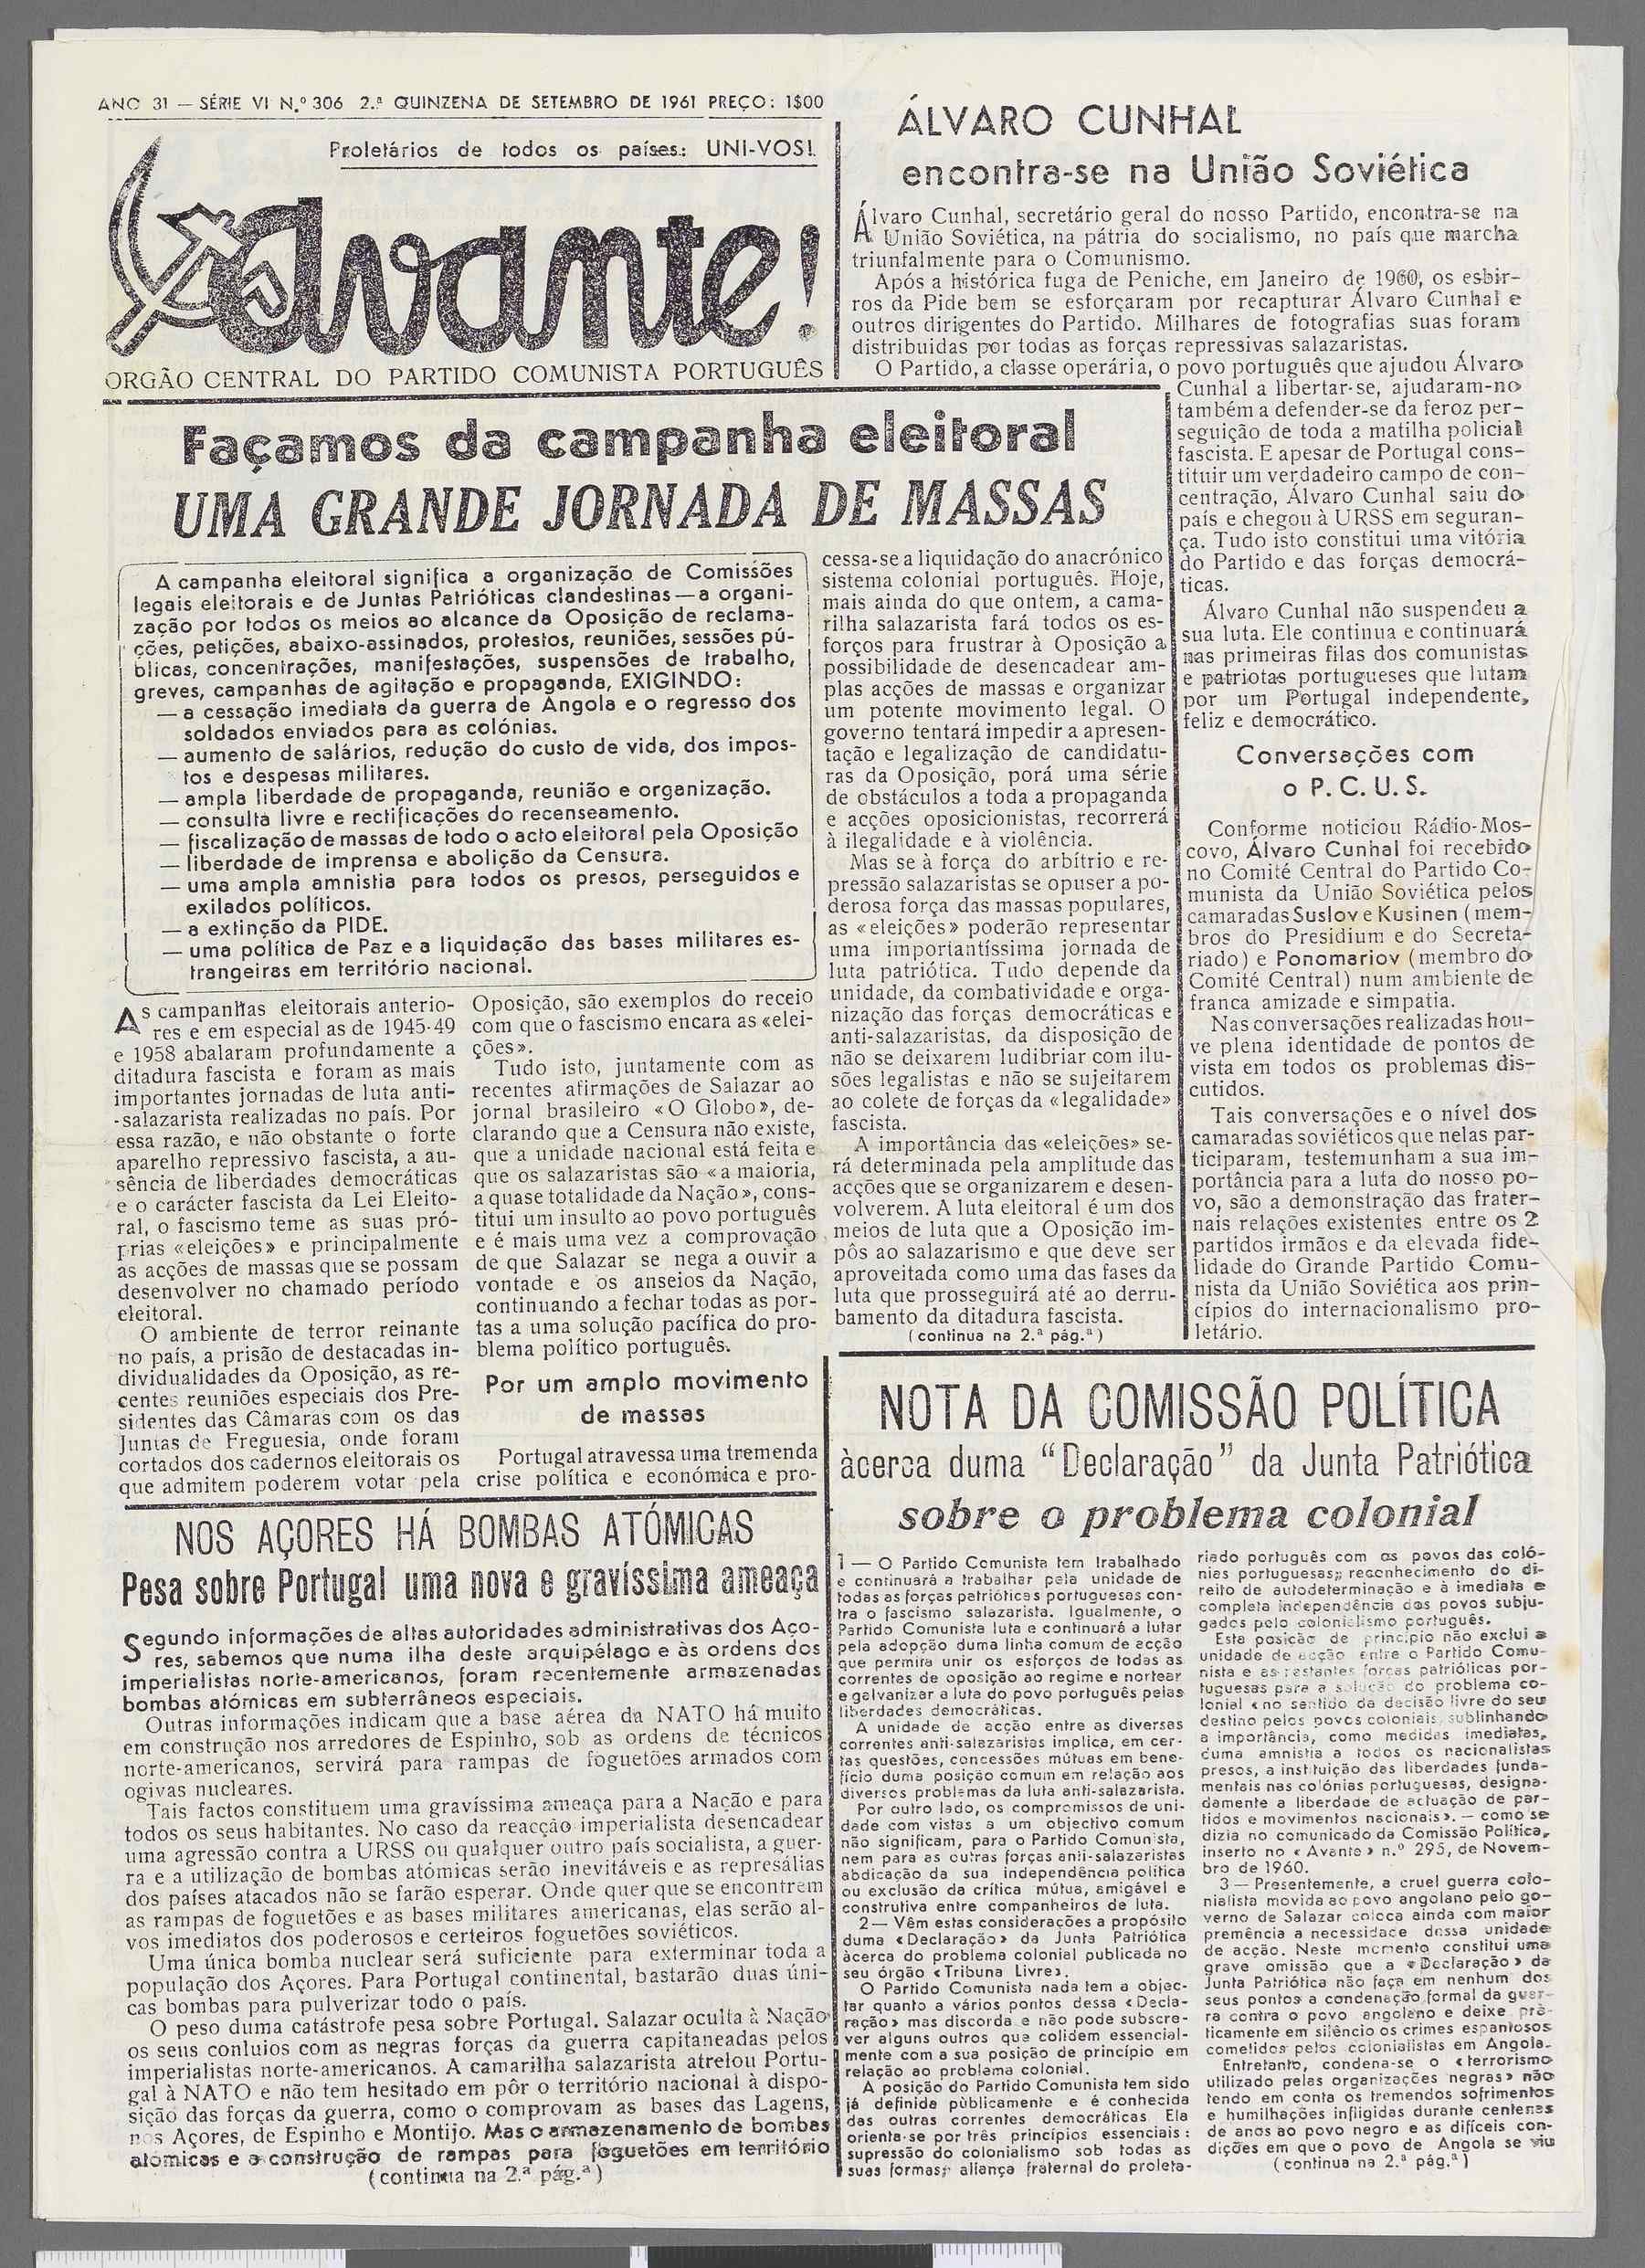 ANO 31 — SÉRIE VI N.º 306 2.ª QUINZENA DE SETEMBRO DE 1961 PREÇO: 1$00
Proletários de todos os países: UNI-VOS!
avante!
ORGÃO CENTRAL DO PARTIDO COMUNISTA PORTUGUÊS
ÁLVARO CUNHAL
encontra-se na União Soviética
Álvaro Cunhal, secretário geral do nosso Partido, encontra-se na
União Soviética, na pátria do socialismo, no país que marcha
triunfalmente para o Comunismo.
Após a histórica fuga de Peniche, em Janeiro de 1960, os esbir-
ros da Pide bem se esforçaram por recapturar Álvaro Cunhal e
outros dirigentes do Partido. Milhares de fotografias suas foram
distribuidas por todas as forças repressivas salazaristas.
O Partido, a classe operária, o povo português que ajudou Álvaro
Cunhal a libertar-se, ajudaram-no
também a defender-se da feroz per-
seguição de toda a matilha policial
fascista. E apesar de Portugal cons-
tituir um verdadeiro campo de con-
centração, Álvaro Cunhal saiu do
país e chegou à URSS em seguran-
ça. Tudo isto constitui uma vitória
do Partido e das forças democrá-
ticas.
Álvaro Cunhal não suspendeu a
sua luta. Ele continua e continuará
nas primeiras filas dos comunistas
e patriotas portugueses que lutam
por um Portugal independente,
feliz e democrático.
Conversações com
o P. C. U. S.
Conforme noticiou Rádio-Mos-
covo, Álvaro Cunhal foi recebido
no Comité Central do Partido Co-
munista da União Soviética pelos
camaradas Suslov e Kusinen (mem-
bros do Presidium e do Secreta-
riado) e Ponomariov (membro do
Comité Central) num ambiente de
franca amizade e simpatia.
Nas conversações realizadas hou-
ve plena identidade de pontos de
vista em todos os problemas dis-
cutidos.
Tais conversações e o nível dos
camaradas soviéticos que nelas par-
ticiparam, testemunham a sua im-
portância para a luta do nosso po-
vo, são a demonstração das frater-
nais relações existentes entre os 2
partidos irmãos e da elevada fide-
lidade do Grande Partido Comu-
nista da União Soviética aos prin-
cípios do internacionalismo pro-
letário.
Façamos da campanha eleitoral
UMA GRANDE JORNADA DE MASSAS
A campanha eleitoral significa a organização de Comissões
legais eleitorais e de Juntas Patrióticas clandestinas — a organi-
zação por todos os meios ao alcance da Oposição de reclama-
ções, petições, abaixo-assinados, protestos, reuniões, sessões pú-
blicas, concentrações, manifestações, suspensões de trabalho,
greves, campanhas de agitação e propaganda, EXIGINDO:
— a cessação imediata da guerra de Angola e o regresso dos
soldados enviados para as colónias.
— aumento de salários, redução do custo de vida, dos impos-
tos e despesas militares.
— ampla liberdade de propaganda, reunião e organização.
— consulta livre e rectificações do recenseamento.
— fiscalização de massas de todo o acto eleitoral pela Oposição
— liberdade de imprensa e abolição da Censura.
— uma ampla amnistia para todos os presos, perseguidos e
exilados políticos.
— a extinção da PIDE.
— uma política de Paz e a liquidação das bases militares es-
trangeiras em território nacional.
As campanhas eleitorais anterio-
res e em especial as de 1945-49
e 1958 abalaram profundamente a
ditadura fascista e foram as mais
importantes jornadas de luta anti-
-salazarista realizadas no país. Por
essa razão, e não obstante o forte
aparelho repressivo fascista, a au-
sência de liberdades democráticas
e o carácter fascista da Lei Eleito-
ral, o fascismo teme as suas pró-
prias «eleições» e principalmente
as acções de massas que se possam
desenvolver no chamado período
eleitoral.
O ambiente de terror reinante
no país, a prisão de destacadas in-
dividualidades da Oposição, as re-
centes reuniões especiais dos Pre-
sidentes das Câmaras com os das
Juntas de Freguesia, onde foram
cortados dos cadernos eleitorais os
que admitem poderem votar pela
Oposição, são exemplos do receio
com que o fascismo encara as «elei-
ções».
Tudo isto, juntamente com as
recentes afirmações de Salazar ao
jornal brasileiro «O Globo», de-
clarando que a Censura não existe,
que a unidade nacional está feita e
que os salazaristas são «a maioria,
a quase totalidade da Nação», cons-
titui um insulto ao povo português
e é mais uma vez a comprovação
de que Salazar se nega a ouvir a
vontade e os anseios da Nação,
continuando a fechar todas as por-
tas a uma solução pacífica do pro-
blema político português.
Por um amplo movimento
de massas
Portugal atravessa uma tremenda
crise política e económica e pro-
cessa-se a liquidação do anacrónico
sistema colonial português. Hoje,
mais ainda do que ontem, a cama-
rilha salazarista fará todos os es-
forços para frustrar à Oposição a
possibilidade de desencadear am-
plas acções de massas e organizar
um potente movimento legal. O
governo tentará impedir a apresen-
tação e legalização de candidatu-
ras da Oposição, porá uma série
de obstáculos a toda a propaganda
e acções oposicionistas, recorrerá
à ilegalidade e à violência.
Mas se à força do arbítrio e re-
pressão salazaristas se opuser a po-
derosa força das massas populares,
as «eleições» poderão representar
uma importantíssima jornada de
luta patriótica. Tudo depende da
unidade, da combatividade e orga-
nização das forças democráticas e
anti-salazaristas, da disposição de
não se deixarem ludibriar com ilu-
sões legalistas e não se sujeitarem
ao colete de forças da «legalidade»
fascista.
A importância das «eleições» se-
rá determinada pela amplitude das
acções que se organizarem e desen-
volverem. A luta eleitoral é um dos
meios de luta que a Oposição im-
pôs ao salazarismo e que deve ser
aproveitada como uma das fases da
luta que prosseguirá até ao derru-
bamento da ditadura fascista.
(continua na 2.ª pág.ª)
NOS AÇORES HÁ BOMBAS ATÓMICAS
Pesa sobre Portugal uma nova e gravíssima ameaça
Segundo informações de altas autoridades administrativas dos Aço-
res, sabemos que numa ilha deste arquipélago e às ordens dos
imperialistas norte-americanos, foram recentemente armazenadas
bombas atómicas em subterrâneos especiais.
Outras informações indicam que a base aérea da NATO há muito
em construção nos arredores de Espinho, sob as ordens de técnicos
norte-americanos, servirá para rampas de foguetões armados com
ogivas nucleares.
Tais factos constituem uma gravíssima ameaça para a Nação e para
todos os seus habitantes. No caso da reacção imperialista desencadear
uma agressão contra a URSS ou qualquer outro país socialista, a guer-
ra e a utilização de bombas atómicas serão inevitáveis e as represálias
dos países atacados não se farão esperar. Onde quer que se encontrem
as rampas de foguetões e as bases militares americanas, elas serão al-
vos imediatos dos poderosos e certeiros foguetões soviéticos.
Uma única bomba nuclear será suficiente para exterminar toda a
população dos Açores. Para Portugal continental, bastarão duas úni-
cas bombas para pulverizar todo o país.
O peso duma catástrofe pesa sobre Portugal. Salazar oculta à Nação
os seus conluios com as negras forças da guerra capitaneadas pelos
imperialistas norte-americanos. A camarilha salazarista atrelou Portu-
gal à NATO e não tem hesitado em pôr o território nacional à dispo-
sição das forças da guerra, como o comprovam as bases das Lagens,
nos Açores, de Espinho e Montijo. Mas o armazenamento de bombas
atómicas e a construção de rampas para foguetões em território
(continua na 2.ª pág.ª)
NOTA DA COMISSÃO POLÍTICA
àcerca duma "Declaração" da Junta Patriótica
sobre o problema colonial
1 — O Partido Comunista tem trabalhado
e continuará a trabalhar pela unidade de
todas as forças patrióticas portuguesas con-
tra o fascismo salazarista. Igualmente, o
Partido Comunista luta e continuará a lutar
pela adopção duma linha comum de acção
que permita unir os esforços de todas as
correntes de oposição ao regime e nortear
e galvanizar a luta do povo português pelas
liberdades democráticas.
A unidade de acção entre as diversas
correntes anti-salazaristas implica, em cer-
tas questões, concessões mútuas em bene-
fício duma posição comum em relação aos
diversos problemas da luta anti-salazarista.
Por outro lado, os compromissos de uni-
dade com vistas a um objectivo comum
não significam, para o Partido Comunista,
nem para as outras forças anti-salazaristas
abdicação da sua independência política
ou exclusão da crítica mútua, amigável e
construtiva entre companheiros de luta.
2 — Vêm estas considerações a propósito
duma «Declaração» da Junta Patriótica
àcerca do problema colonial publicada no
seu órgão «Tribuna Livre».
O Partido Comunista nada tem a objec-
tar quanto a vários pontos dessa «Decla-
ração» mas discorda e não pode subscre-
ver alguns outros que colidem essencial-
mente com a sua posição de princípio em
relação ao problema colonial.
A posição do Partido Comunista tem sido
já definida pùblicamente e é conhecida
das outras correntes democráticas. Ela
orienta-se por três princípios essenciais:
supressão do colonialismo sob todas as
suas formas; aliança fraternal do proleta-
riado português com os povos das coló-
nias portuguesas; reconhecimento do di-
reito de autodeterminação e à imediata e
completa independência dos povos subju-
gados pelo colonialismo português.
Esta posição de princípio não exclui a
unidade de acção entre o Partido Comu-
nista e as restantes forças patrióticas por-
tuguesas para a solução do problema co-
lonial «no sentido da decisão livre do seu
destino pelos povos coloniais, sublinhando
a importância, como medidas imediatas,
duma amnistia a todos os nacionalistas
presos, a instituição das liberdades funda-
mentais nas colónias portuguesas, designa-
damente a liberdade de actuação de par-
tidos e movimentos nacionais». — como se
dizia no comunicado da Comissão Política,
inserto no «Avante» n.º 295, de Novem-
bro de 1960.
3 — Presentemente, a cruel guerra colo-
nialista movida ao povo angolano pelo go-
verno de Salazar coloca ainda com maior
premência a necessidade dessa unidade
de acção. Neste momento constitui uma
grave omissão que a «Declaração» da
Junta Patriótica não faça em nenhum dos
seus pontos a condenação formal da guer-
ra contra o povo angolano e deixe prà-
ticamente em silêncio os crimes espantosos
cometidos pelos colonialistas em Angola.
Entretanto, condena-se o «terrorismo
utilizado pelas organizações negras» não
tendo em conta os tremendos sofrimentos
e humilhações infligidas durante centenas
de anos ao povo negro e as difíceis con-
dições em que o povo de Angola se viu
(continua na 2.ª pág.ª)